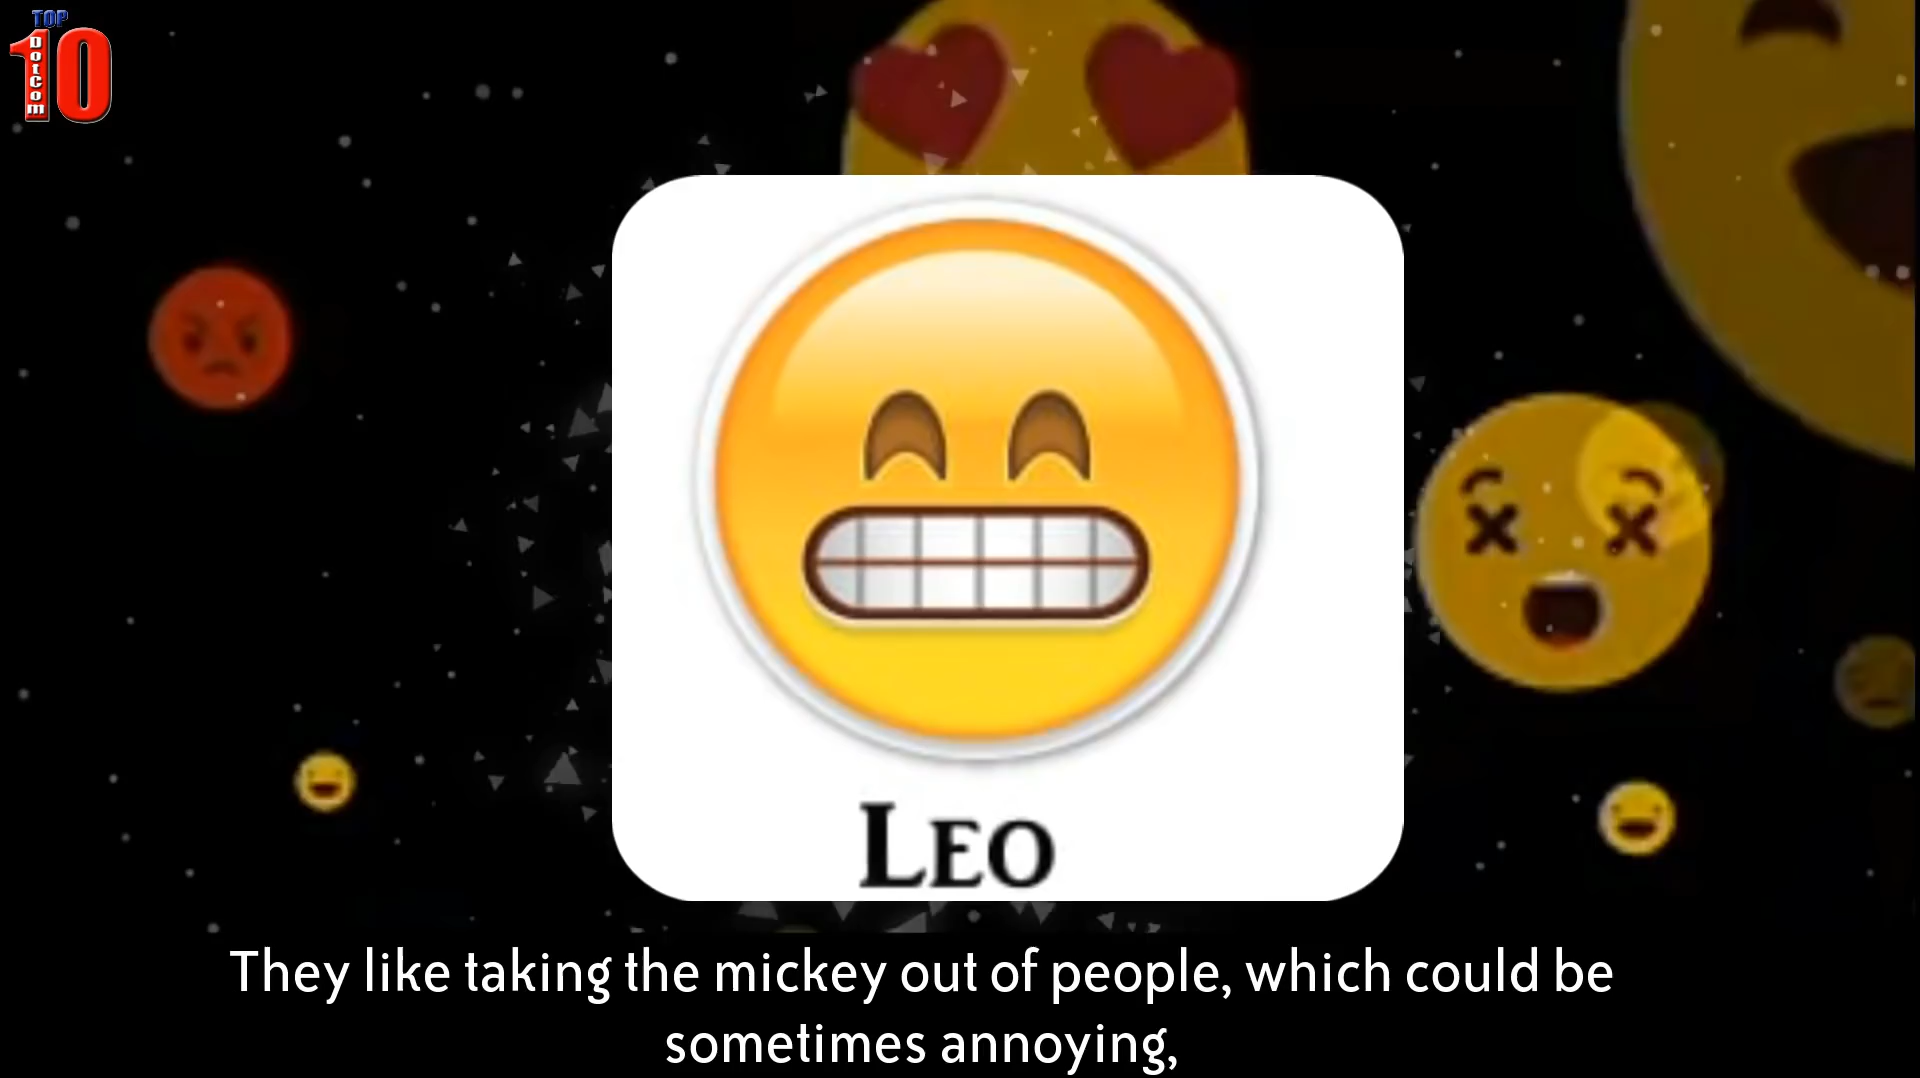 TOP
10
DotCom
LEO
They like taking the mickey out of people, which could be
sometimes annoying,